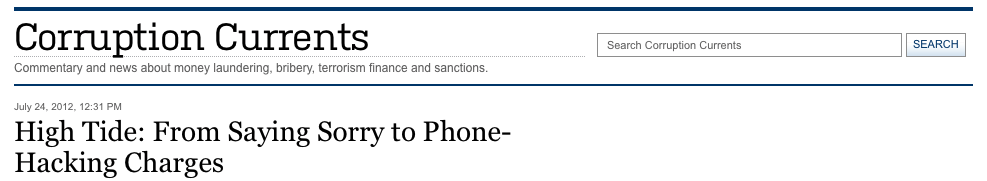 Corruption Currents
Search Corruption Currents
SEARCH
Commentary and news about money laundering, bribery, terrorism finance and sanctions.
July 24, 2012, 12:31 PM
High Tide: From Saying Sorry to Phone-
Hacking Charges